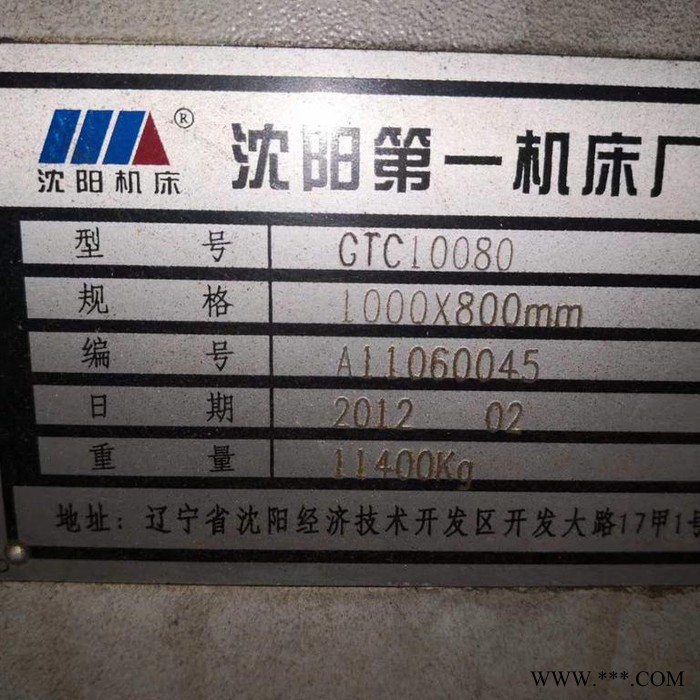 沈阳机床 ® 沈阳第一机床厂
型号 GTC10080
规格 1000X800mm
编号 A11060045
日期 2012 02
重量 11400Kg
地址：辽宁省沈阳经济技术开发区开发大路17甲1号
WWW.***.COM